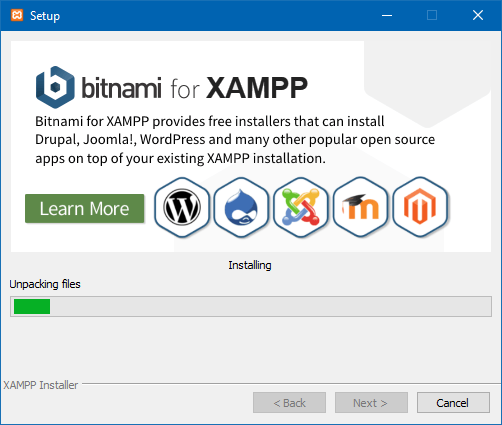 Setup
bitnami for XAMPP
Bitnami for XAMPP provides free installers that can install
Drupal, Joomla!, WordPress and many other popular open source
apps on top of your existing XAMPP installation.
Learn More
Installing
Unpacking files
XAMPP Installer
< Back
Next >
Cancel